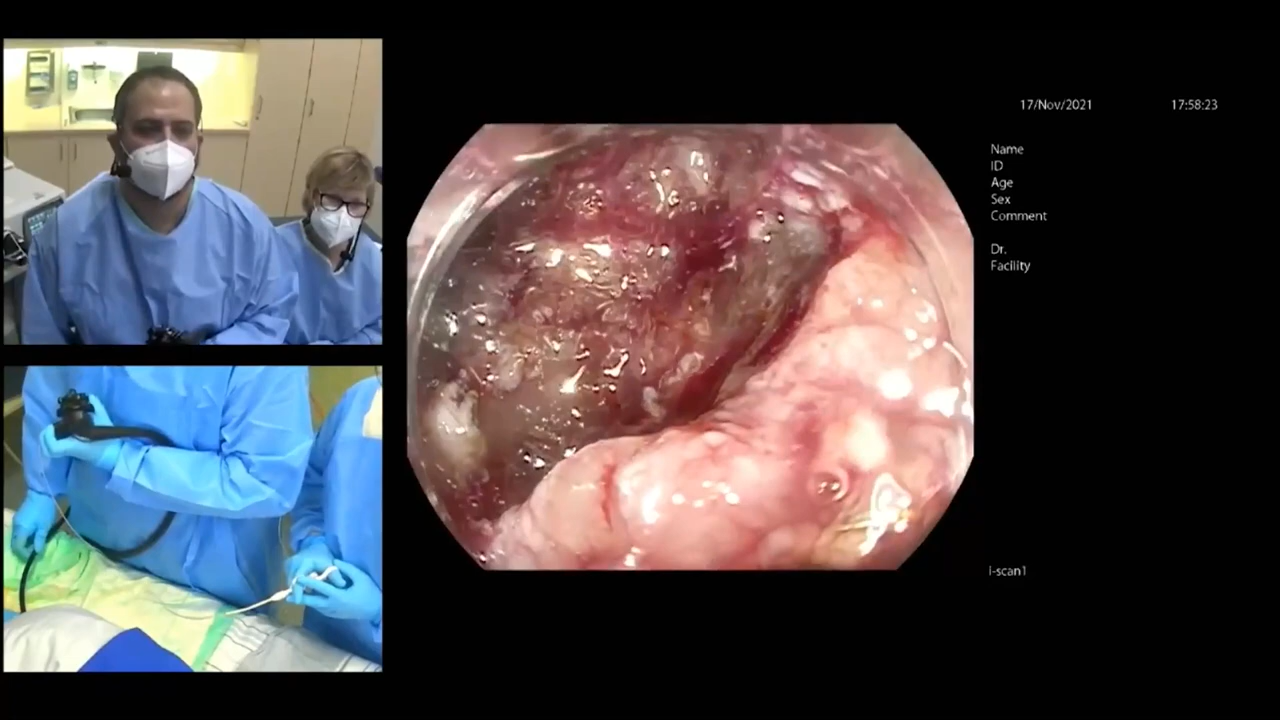 17/Nov/2021 17:58:23
Name
ID
Age
Sex
Comment
Dr.
Facility
i-scan1